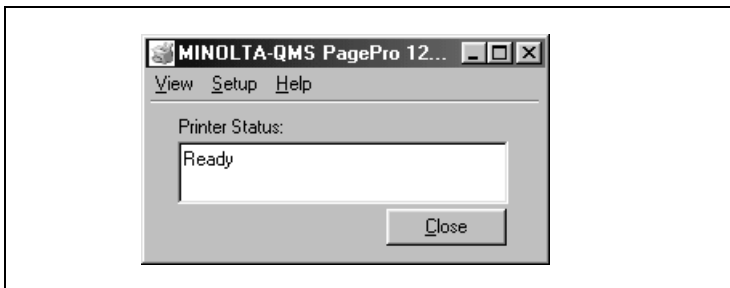 MINOLTA-QMS PagePro 12...
View Setup Help
Printer Status:
Ready
Close